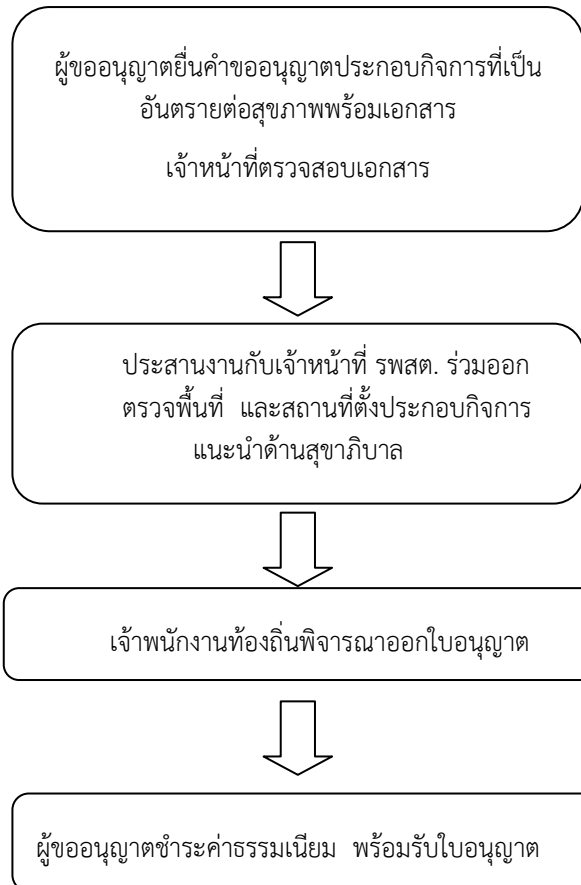 ผู้ขออนุญาตยื่นคำขออนุญาตประกอบกิจการที่เป็น
อันตรายต่อสุขภาพพร้อมเอกสาร
เจ้าหน้าที่ตรวจสอบเอกสาร
ประสานงานกับเจ้าหน้าที่ รพสต. ร่วมออก
ตรวจพื้นที่ และสถานที่ตั้งประกอบกิจการ
แนะนำด้านสุขาภิบาล
เจ้าพนักงานท้องถิ่นพิจารณาออกใบอนุญาต
ผู้ขออนุญาตชำระค่าธรรมเนียม พร้อมรับใบอนุญาต